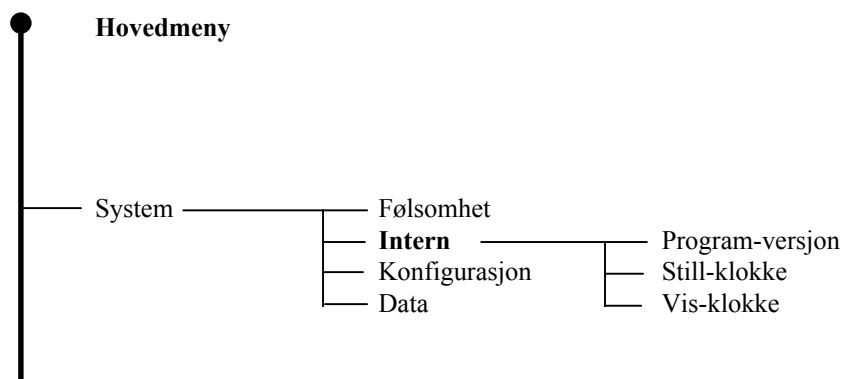 Hovedmeny
System
Følsomhet
Intern
Konfigurasjon
Data
Program-versjon
Still-klokke
Vis-klokke